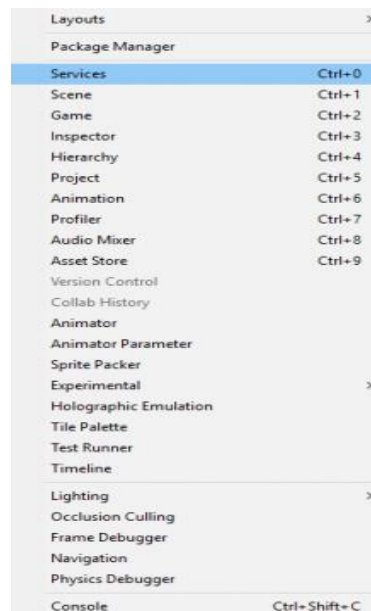 Layouts
Package Manager
Services Ctrl+0
Scene Ctrl+1
Game Ctrl+2
Inspector Ctrl+3
Hierarchy Ctrl+4
Project Ctrl+5
Animation Ctrl+6
Profiler Ctrl+7
Audio Mixer Ctrl+8
Asset Store Ctrl+9
Version Control
Collab History
Animator
Animator Parameter
Sprite Packer
Experimental
Holographic Emulation
Tile Palette
Test Runner
Timeline
Lighting
Occlusion Culling
Frame Debugger
Navigation
Physics Debugger
Console Ctrl+Shift+C